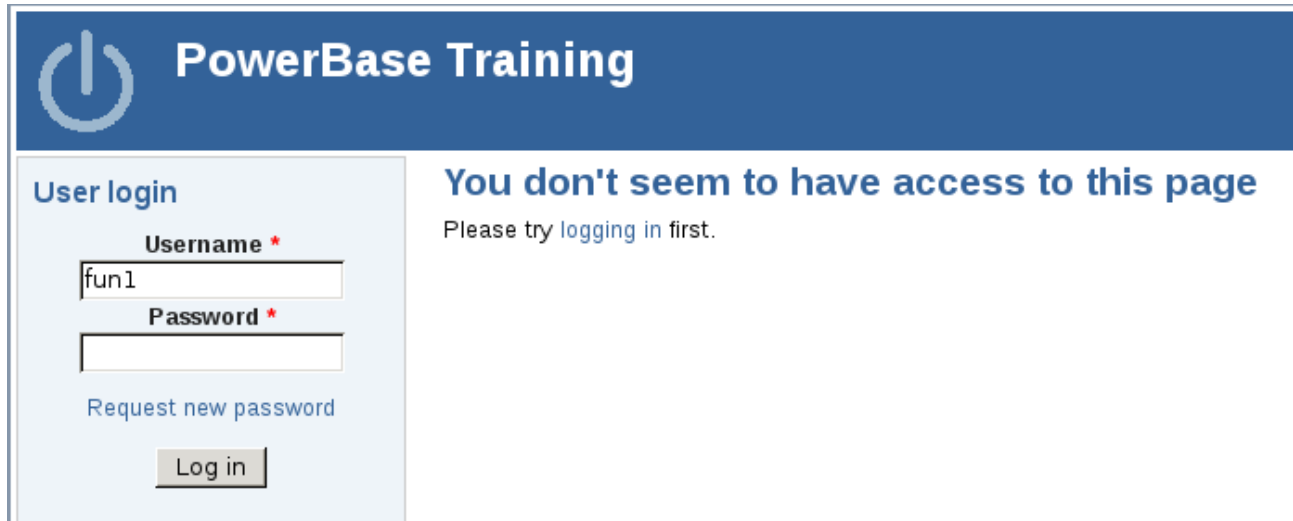 PowerBase Training
User login
Username *
fun1
Password *
Request new password
Log in
You don't seem to have access to this page
Please try logging in first.